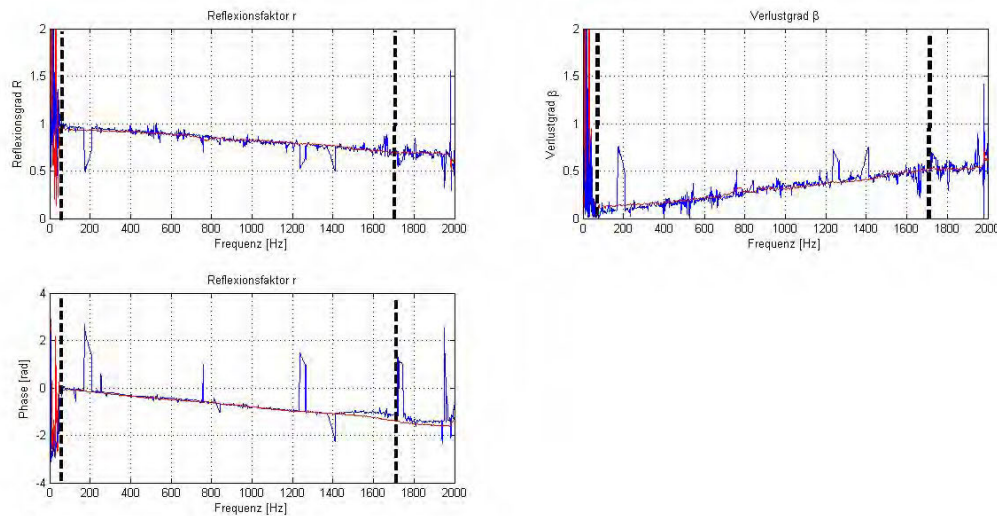 Reflexionsfaktor r
2
1.5
1
0.5
0
Reflexionsgrad R
0 200 400 600 800 1000 1200 1400 1600 1800 2000
Frequenz [Hz]
Verlustgrad β
2
1.5
1
0.5
0
Verlustgrad β
0 200 400 600 800 1000 1200 1400 1600 1800 2000
Frequenz [Hz]
Reflexionsfaktor r
4
2
0
-2
-4
Phase [rad]
0 200 400 600 800 1000 1200 1400 1600 1800 2000
Frequenz [Hz]